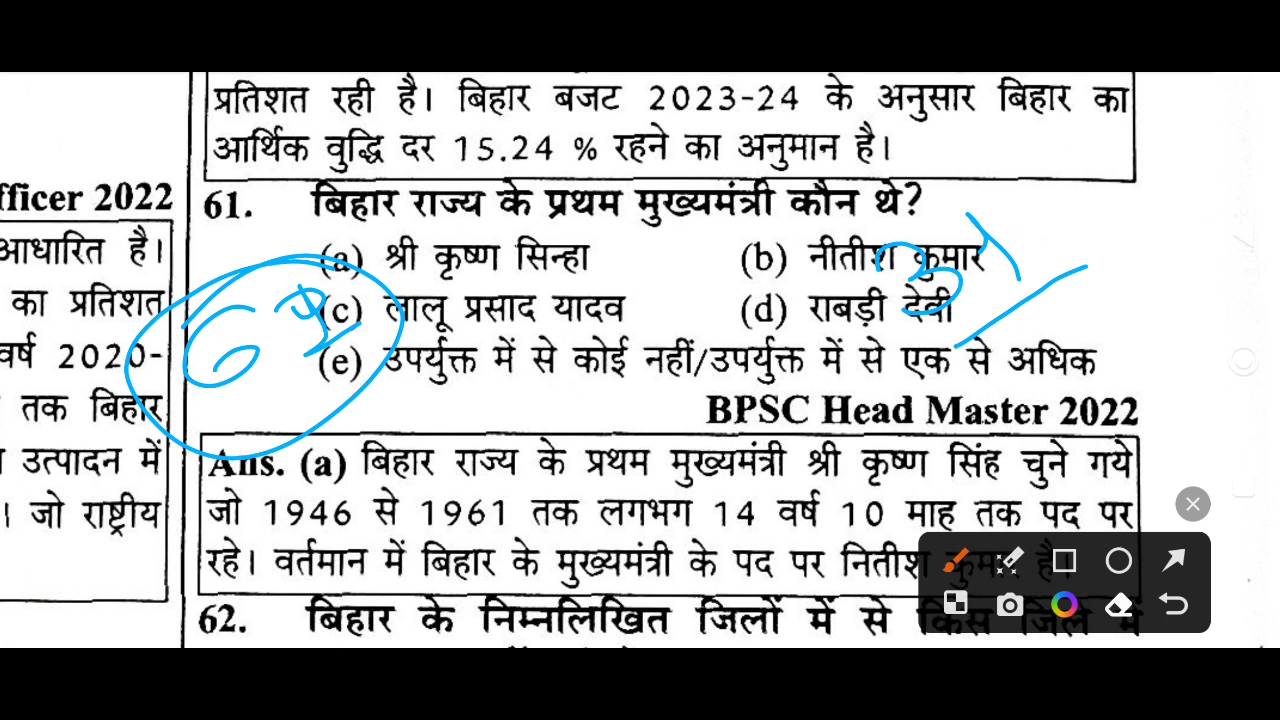 प्रतिशत रही है। बिहार बजट 2023-24 के अनुसार बिहार का
आर्थिक वृद्धि दर 15.24 % रहने का अनुमान है।
fficer 2022
आधारित है।
का प्रतिशत
वर्ष 2020-
तक बिहार
उत्पादन में
। जो राष्ट्रीय
61. बिहार राज्य के प्रथम मुख्यमंत्री कौन थे?
(a) श्री कृष्ण सिन्हा (b) नीतीश कुमार
(c) लालू प्रसाद यादव (d) राबड़ी देवी
(e) उपर्युक्त में से कोई नहीं/उपर्युक्त में से एक से अधिक
BPSC Head Master 2022
Ans. (a) बिहार राज्य के प्रथम मुख्यमंत्री श्री कृष्ण सिंह चुने गये
जो 1946 से 1961 तक लगभग 14 वर्ष 10 माह तक पद पर
रहे। वर्तमान में बिहार के मुख्यमंत्री के पद पर नितीश कुमार है।
62. बिहार के निम्नलिखित जिलों में से किस जिले में